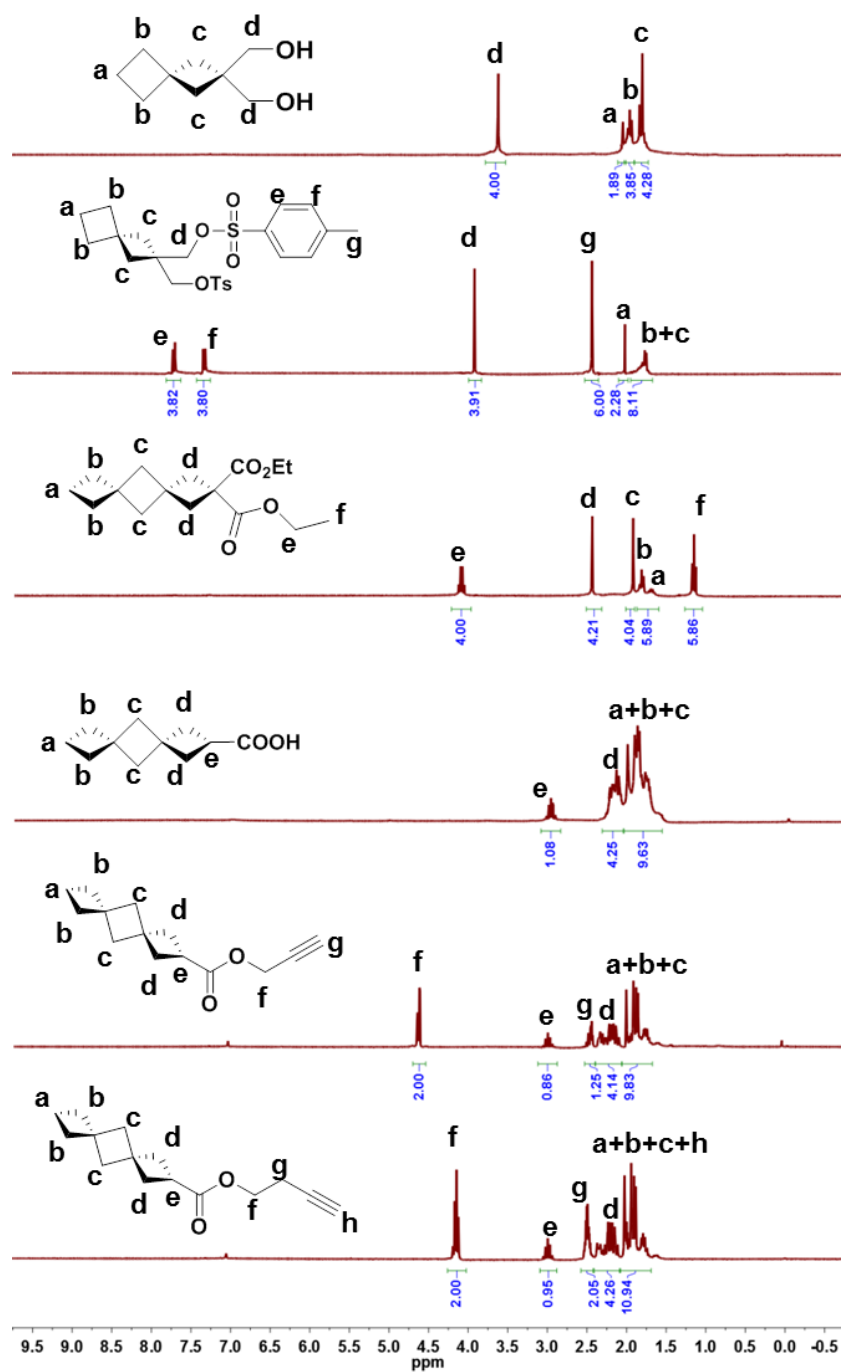 b c d OH
a
b c d OH
d a b c
4.00 1.89 3.85 4.28
b c d O S O O e f g
a
b c OTs
e f d g a b+c
3.82 3.80 3.91 6.00 2.28 8.11
b c d CO2Et
a
b c d O O e f
e d c b a f
4.00 4.21 4.04 5.89 5.86
b c d
a e COOH
b c d
e d a+b+c
1.08 4.25 9.63
a b c d
b c d e O O f g
f e g d a+b+c
2.00 0.86 1.25 4.14 9.83
a b c d
b c d e O O f g h
f e g d a+b+c+h
2.00 0.95 2.05 4.26 10.94
9.5 9.0 8.5 8.0 7.5 7.0 6.5 6.0 5.5 5.0 4.5 4.0 3.5 3.0 2.5 2.0 1.5 1.0 0.5 0.0 -0.5
ppm